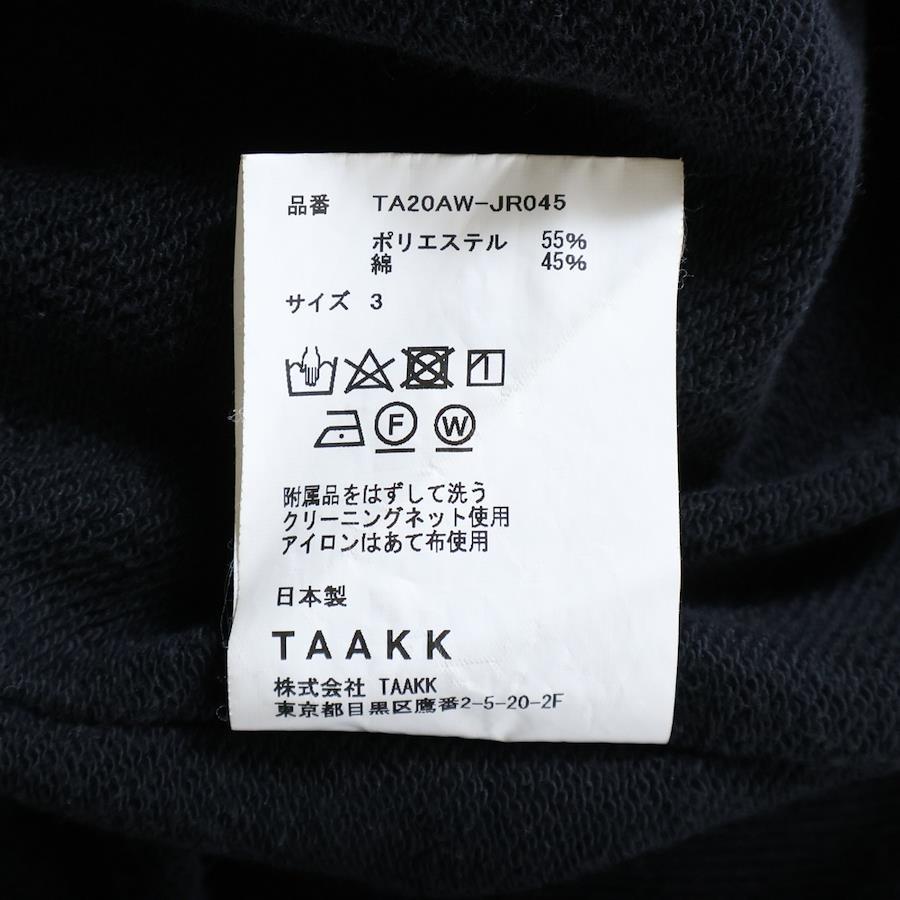 品番 TA20AW-JR045
ポリエステル 55%
綿 45%
サイズ 3
F W
附属品をはずして洗う
クリーニングネット使用
アイロンはあて布使用
日本製
TAAKK
株式会社 TAAKK
東京都目黒区鷹番2-5-20-2F